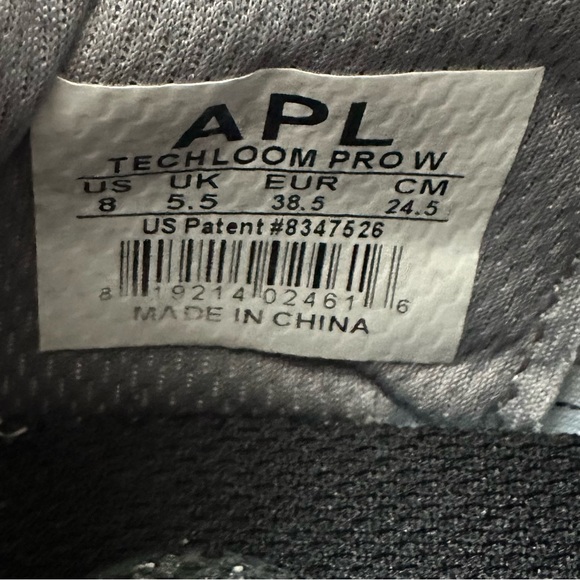 APL
TECHLOOM PRO W
US UK EUR CM
8 5.5 38.5 24.5
US Patent #8347526
8 19214 02461 6
MADE IN CHINA